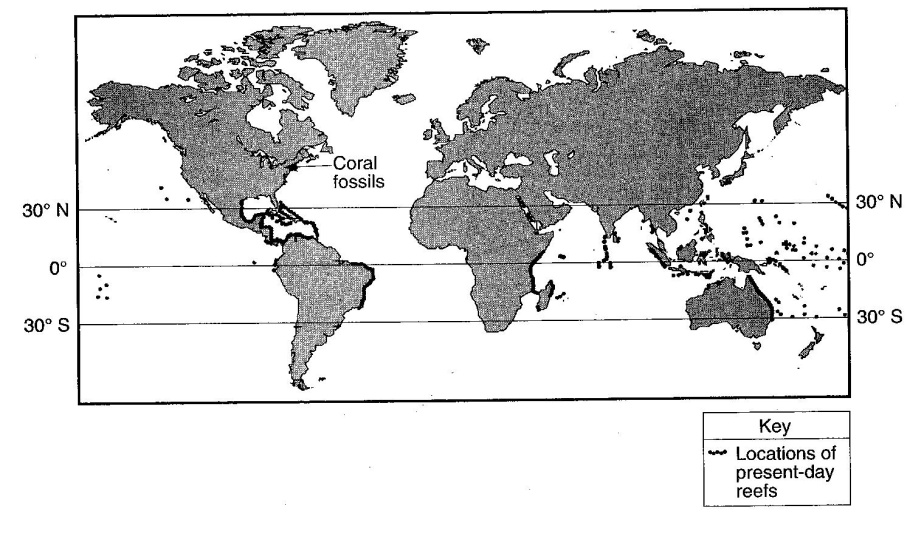 Coral
fossils
30° N
30° N
0°
0°
30° S
30° S
Key
Locations of
present-day
reefs